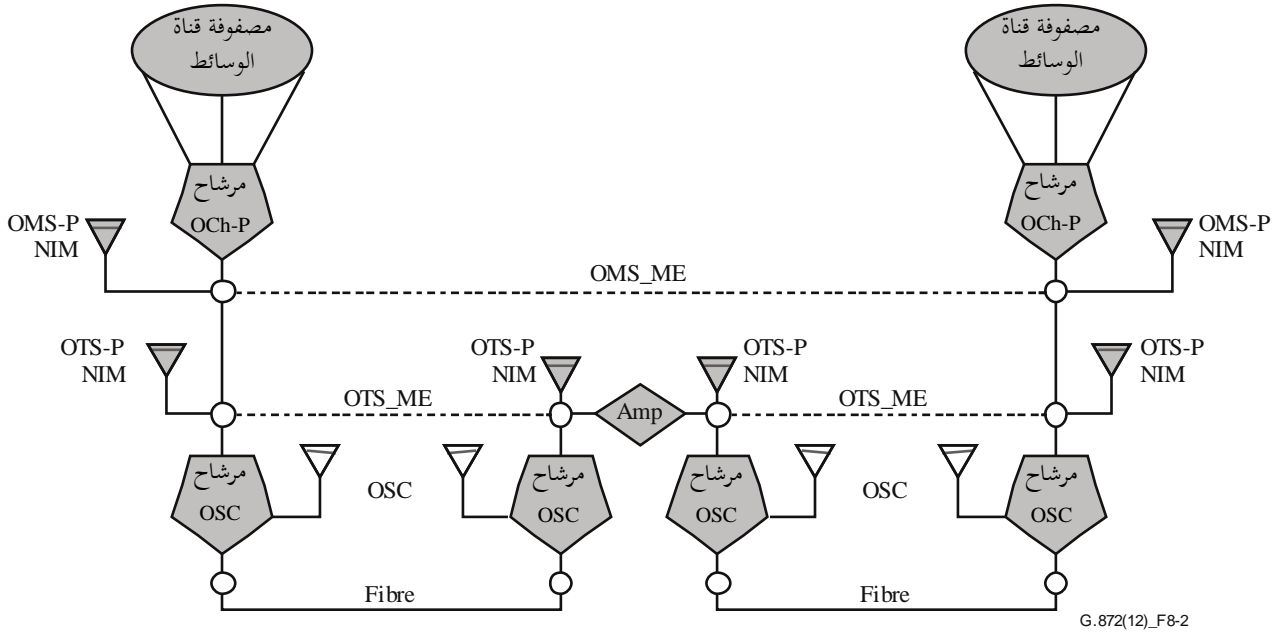 مصفوفة قناة
الوسائط
مصفوفة قناة
الوسائط
مرشاح
OCh-P
مرشاح
OCh-P
OMS-P
NIM
OMS-P
NIM
OMS_ME
OTS-P
NIM
OTS-P
NIM
OTS-P
NIM
OTS-P
NIM
OTS_ME
Amp
OTS_ME
مرشاح
OSC
OSC
مرشاح
OSC
مرشاح
OSC
OSC
مرشاح
OSC
Fibre
Fibre
G.872(12)_F8-2